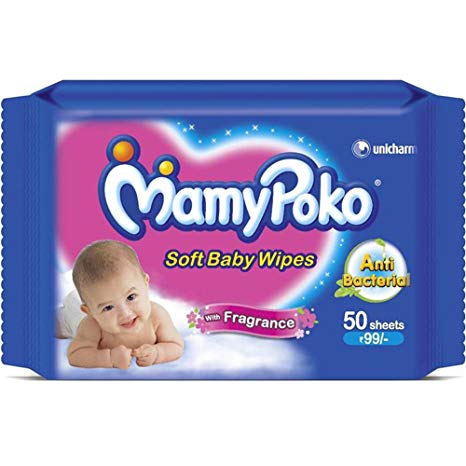 unicharm
MamyPoko®
Soft Baby Wipes
Anti
Bacterial
With Fragrance
50 sheets
₹99/-